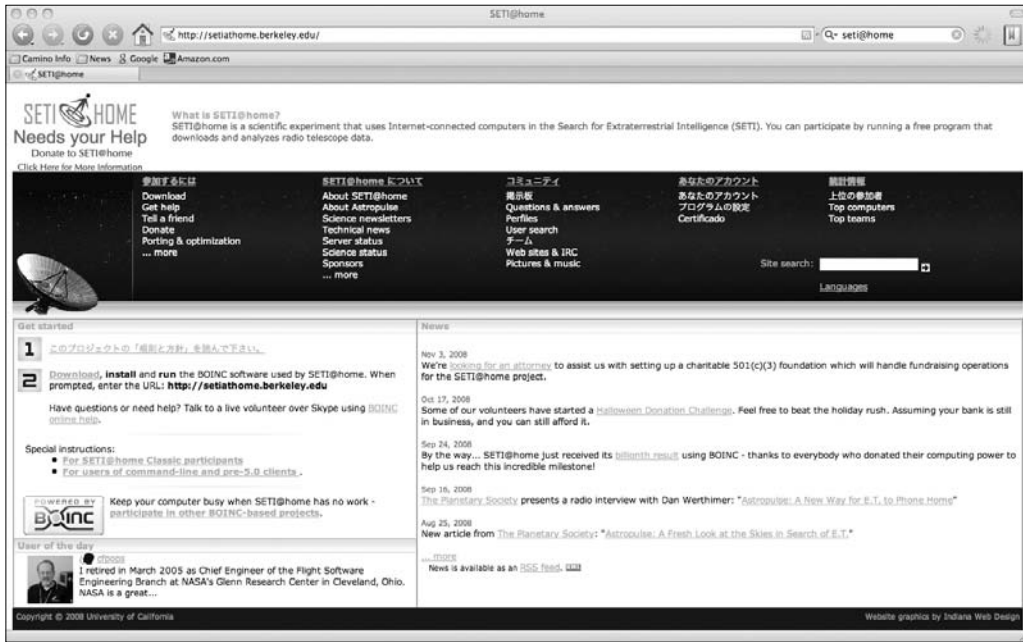 SETI@home
http://setiathome.berkeley.edu/
seti@home
Camino Info News Google Amazon.com
SETI@home
SETI@HOME
Needs your Help
Donate to SETI@home
Click Here for More Information
What is SETI@home?
SETI@home is a scientific experiment that uses Internet-connected computers in the Search for Extraterrestrial Intelligence (SETI). You can participate by running a free program that
downloads and analyzes radio telescope data.
参加するには
Download
Get help
Tell a friend
Donate
Porting & optimization
... more
SETI@home について
About SETI@home
About Astropulse
Science newsletters
Technical news
Server status
Science status
Sponsors
... more
コミュニティ
掲示板
Questions & answers
Perfiles
User search
チーム
Web sites & IRC
Pictures & music
あなたのアカウント
あなたのアカウント
プログラムの設定
Certificado
統計情報
上位の参加者
Top computers
Top teams
Site search:
Languages
Get started
1 このプロジェクトの「規則と方針」を読んで下さい。
2 Download, install and run the BOINC software used by SETI@home. When
prompted, enter the URL: http://setiathome.berkeley.edu
Have questions or need help? Talk to a live volunteer over Skype using BOINC
online help.
Special instructions:
For SETI@home Classic participants
For users of command-line and pre-5.0 clients .
POWERED BY
BOINC
Keep your computer busy when SETI@home has no work -
participate in other BOINC-based projects.
User of the day
I retired in March 2005 as Chief Engineer of the Flight Software
Engineering Branch at NASA's Glenn Research Center in Cleveland, Ohio.
NASA is a great...
News
Nov 3, 2008
We're looking for an attorney to assist us with setting up a charitable 501(c)(3) foundation which will handle fundraising operations
for the SETI@home project.
Oct 17, 2008
Some of our volunteers have started a Halloween Donation Challenge. Feel free to beat the holiday rush. Assuming your bank is still
in business, and you can still afford it.
Sep 24, 2008
By the way... SETI@home just received its billionth result using BOINC - thanks to everybody who donated their computing power to
help us reach this incredible milestone!
Sep 16, 2008
The Planetary Society presents a radio interview with Dan Werthimer: "Astropulse: A New Way for E.T. to Phone Home"
Aug 25, 2008
New article from The Planetary Society: "Astropulse: A Fresh Look at the Skies in Search of E.T."
... more
News is available as an RSS feed.
Copyright © 2008 University of California
Website graphics by Indiana Web Design